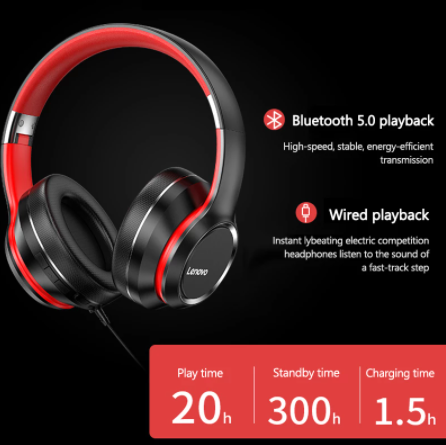 Bluetooth 5.0 playback
High-speed, stable, energy-efficient
transmission
Wired playback
Instant lybeating electric competition
headphones listen to the sound of
a fast-track step
Lenovo
Play time
20h
Standby time
300h
Charging time
1.5h